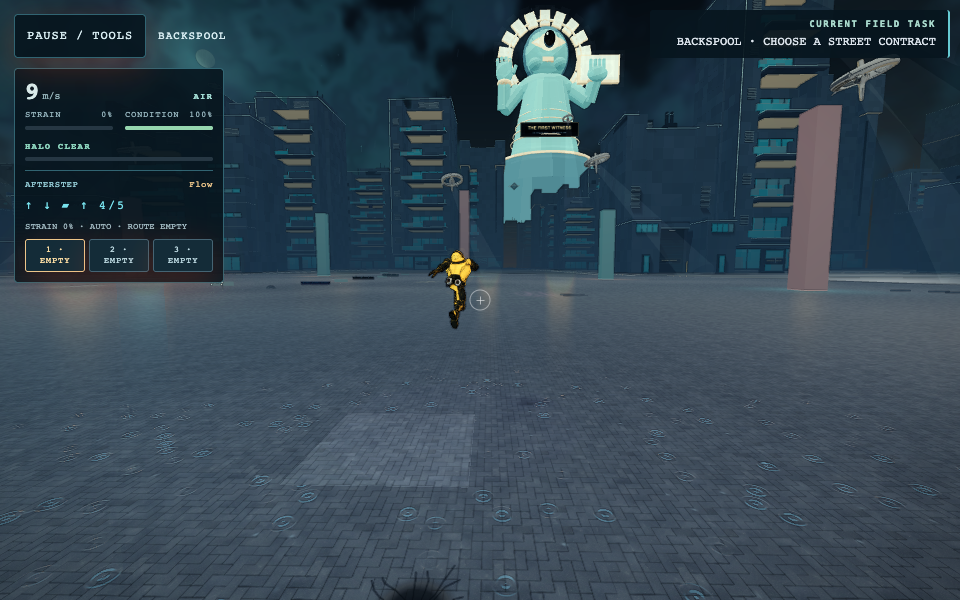 PAUSE / TOOLS
BACKSPOOL
CURRENT FIELD TASK
BACKSPOOL · CHOOSE A STREET CONTRACT
9 m/s
AIR
STRAIN 0%
CONDITION 100%
HALO CLEAR
AFTERSTEP
Flow
↑ ↓ ▰ ↑ 4/5
STRAIN 0% · AUTO · ROUTE EMPTY
1 · EMPTY
2 · EMPTY
3 · EMPTY
THE FIRST WITNESS